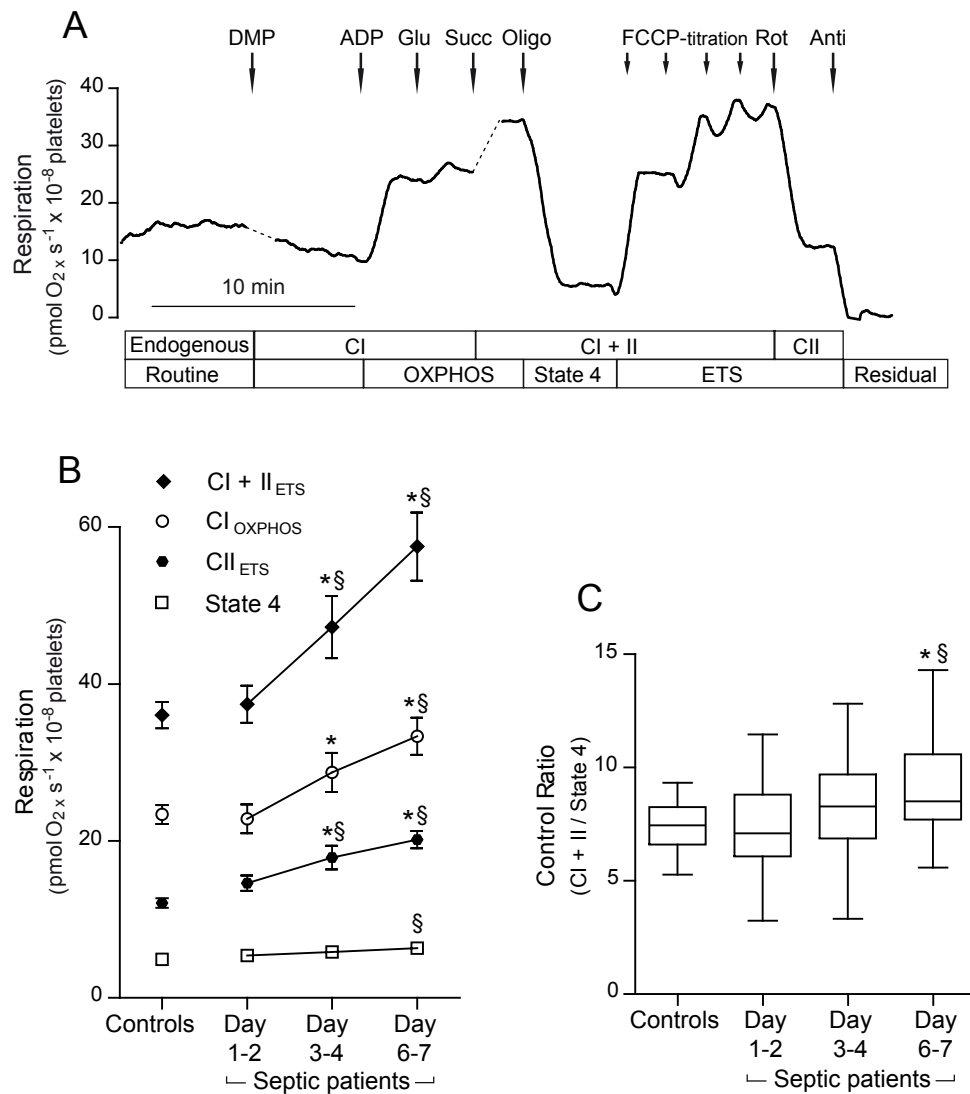 A
DMP ADP Glu Succ Oligo FCCP-titration Rot Anti
40
30
20
10
0
Respiration
(pmol O2 x s-1 x 10-8 platelets)
10 min
Endogenous CI CI + II CII
Routine OXPHOS State 4 ETS Residual
B
CI + II ETS
CI OXPHOS
CII ETS
State 4
60
40
20
0
Respiration
(pmol O2 x s-1 x 10-8 platelets)
*§
*§
*§
*
*§
*§
§
Controls Day 1-2 Day 3-4 Day 6-7
Septic patients
C
15
10
5
0
Control Ratio
(CI + II / State 4)
* §
Controls Day 1-2 Day 3-4 Day 6-7
Septic patients